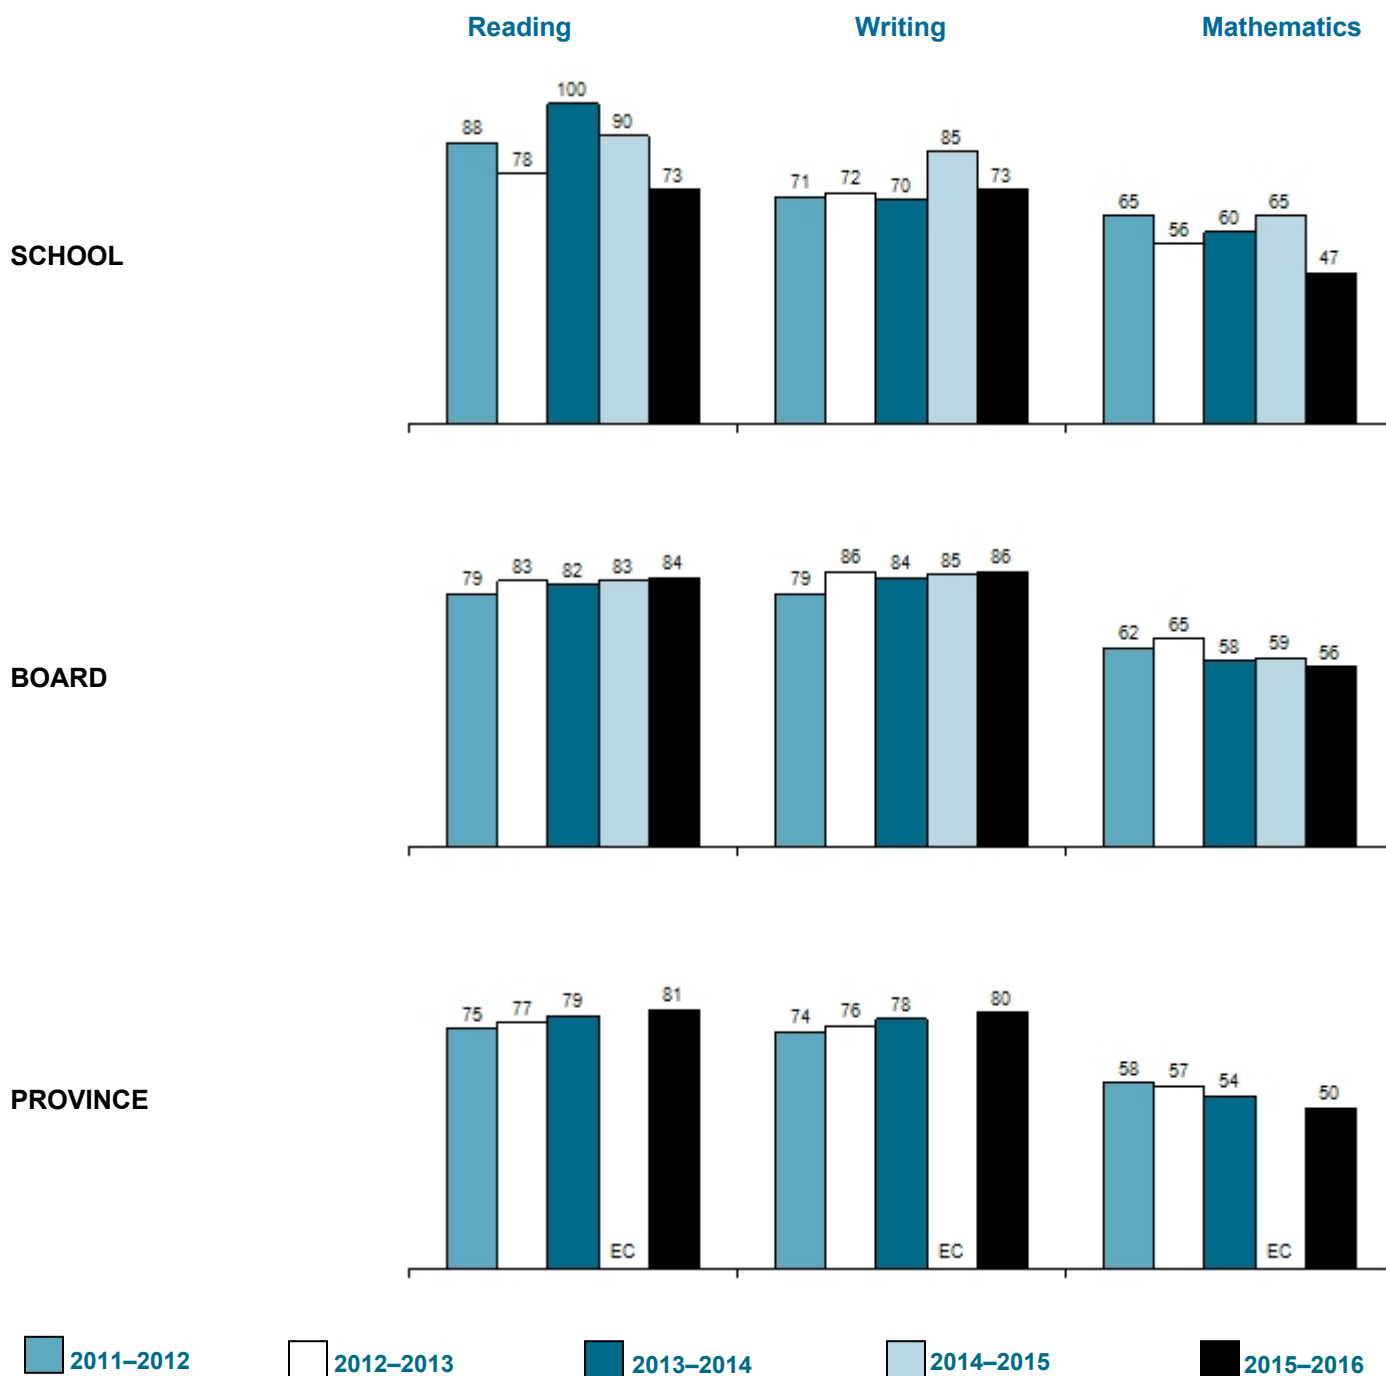 Reading Writing Mathematics
SCHOOL
88 78 100 90 73 71 72 70 85 73 65 56 60 65 47
BOARD
79 83 82 83 84 79 86 84 85 86 62 65 58 59 56
PROVINCE
75 77 79 EC 81 74 76 78 EC 80 58 57 54 EC 50
2011–2012 2012–2013 2013–2014 2014–2015 2015–2016